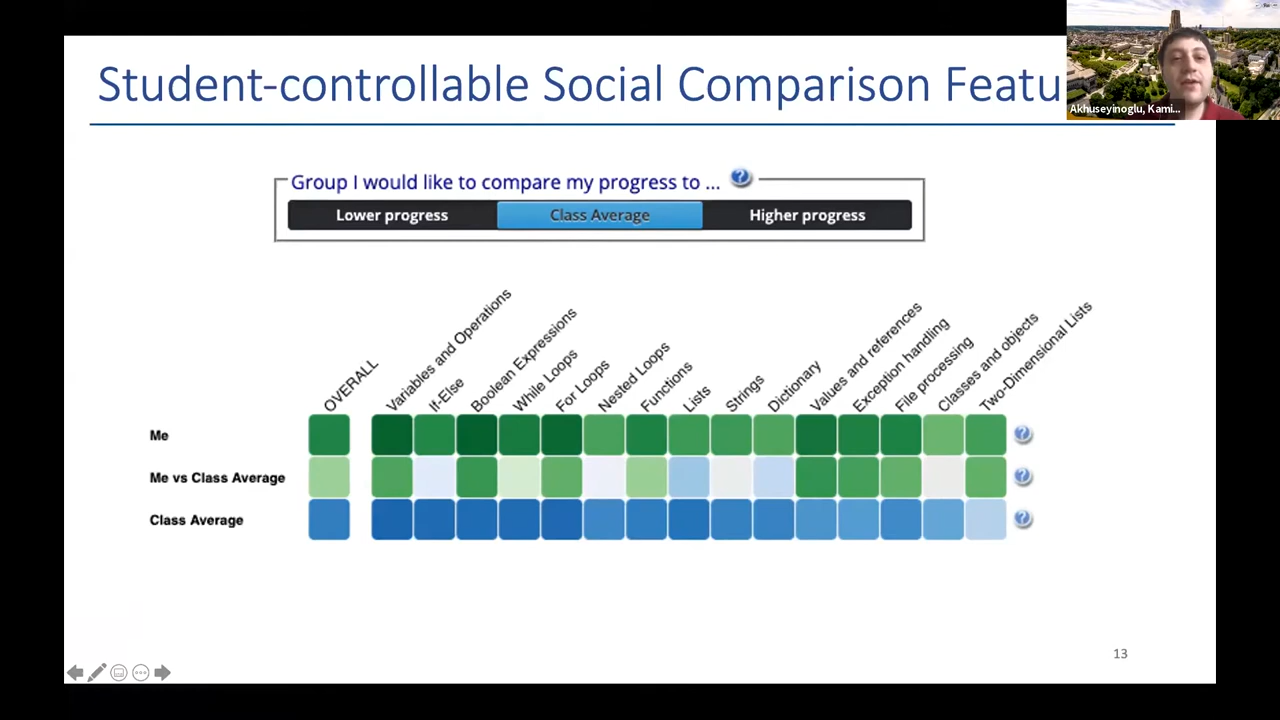 Student-controllable Social Comparison Featu
Akhuseyinoglu, Kami...
Group I would like to compare my progress to ...
Lower progress
Class Average
Higher progress
OVERALL
Variables and Operations
If-Else
Boolean Expressions
While Loops
For Loops
Nested Loops
Functions
Lists
Strings
Dictionary
Values and references
Exception handling
File processing
Classes and objects
Two-Dimensional Lists
Me
Me vs Class Average
Class Average
13